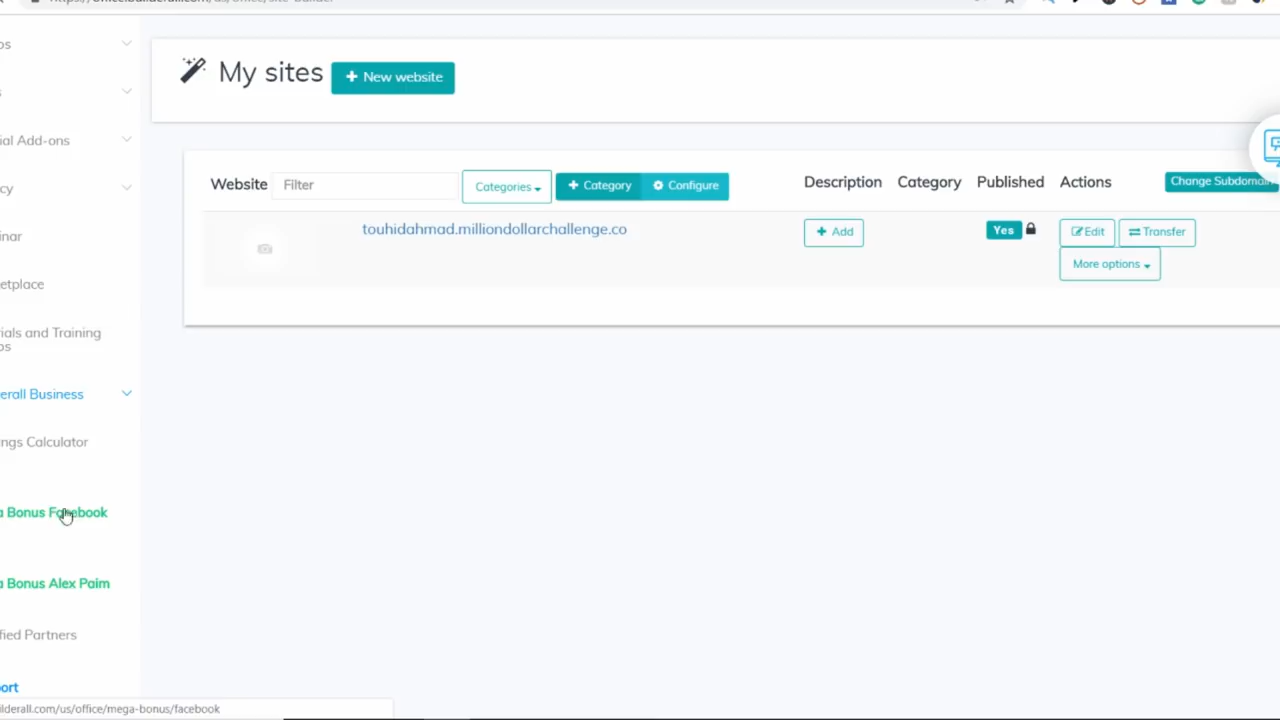 os
ial Add-ons
cy
inar
etplace
ials and Training
os
erall Business
ngs Calculator
a Bonus Facebook
a Bonus Alex Paim
fied Partners
ort
My sites
+ New website
Website
Filter
Categories
+ Category
Configure
Description
Category
Published
Actions
Change Subdomain
touhidahmad.milliondollarchallenge.co
+ Add
Yes
Edit
Transfer
More options
ilderall.com/us/office/mega-bonus/facebook